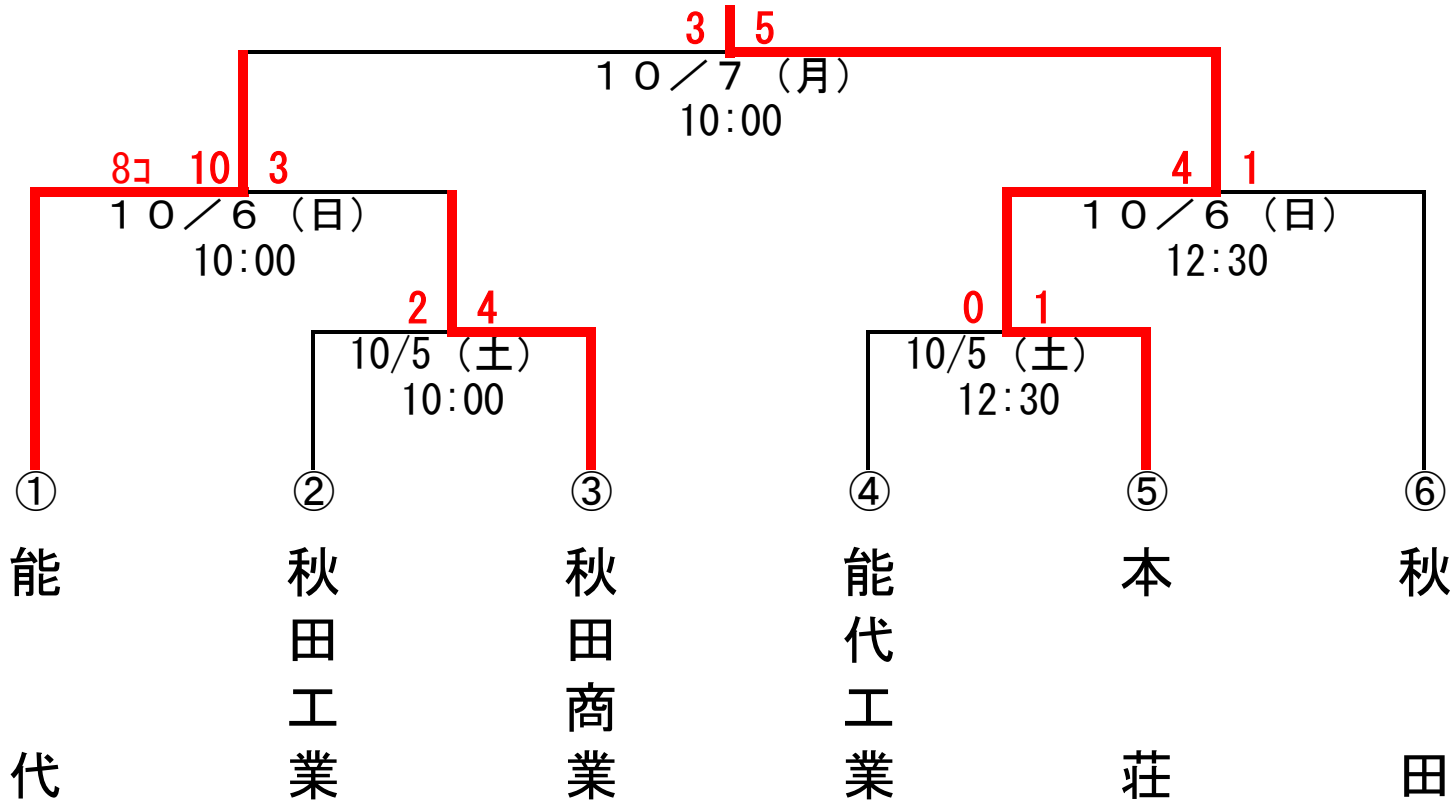 3 5
１０／７（月）
10:00
8ｺ 10 3
１０／６（日）
10:00
4 1
１０／６（日）
12:30
2 4
10/5（土）
10:00
0 1
10/5（土）
12:30
① ② ③ ④ ⑤ ⑥
能代
秋田工業
秋田商業
能代工業
本荘
秋田